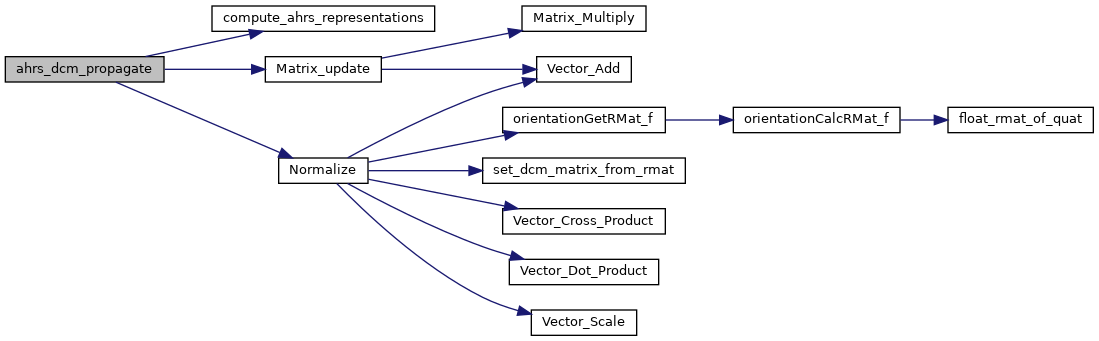 compute_ahrs_representations
Matrix_Multiply
ahrs_dcm_propagate
Matrix_update
Vector_Add
orientationGetRMat_f
orientationCalcRMat_f
float_rmat_of_quat
Normalize
set_dcm_matrix_from_rmat
Vector_Cross_Product
Vector_Dot_Product
Vector_Scale